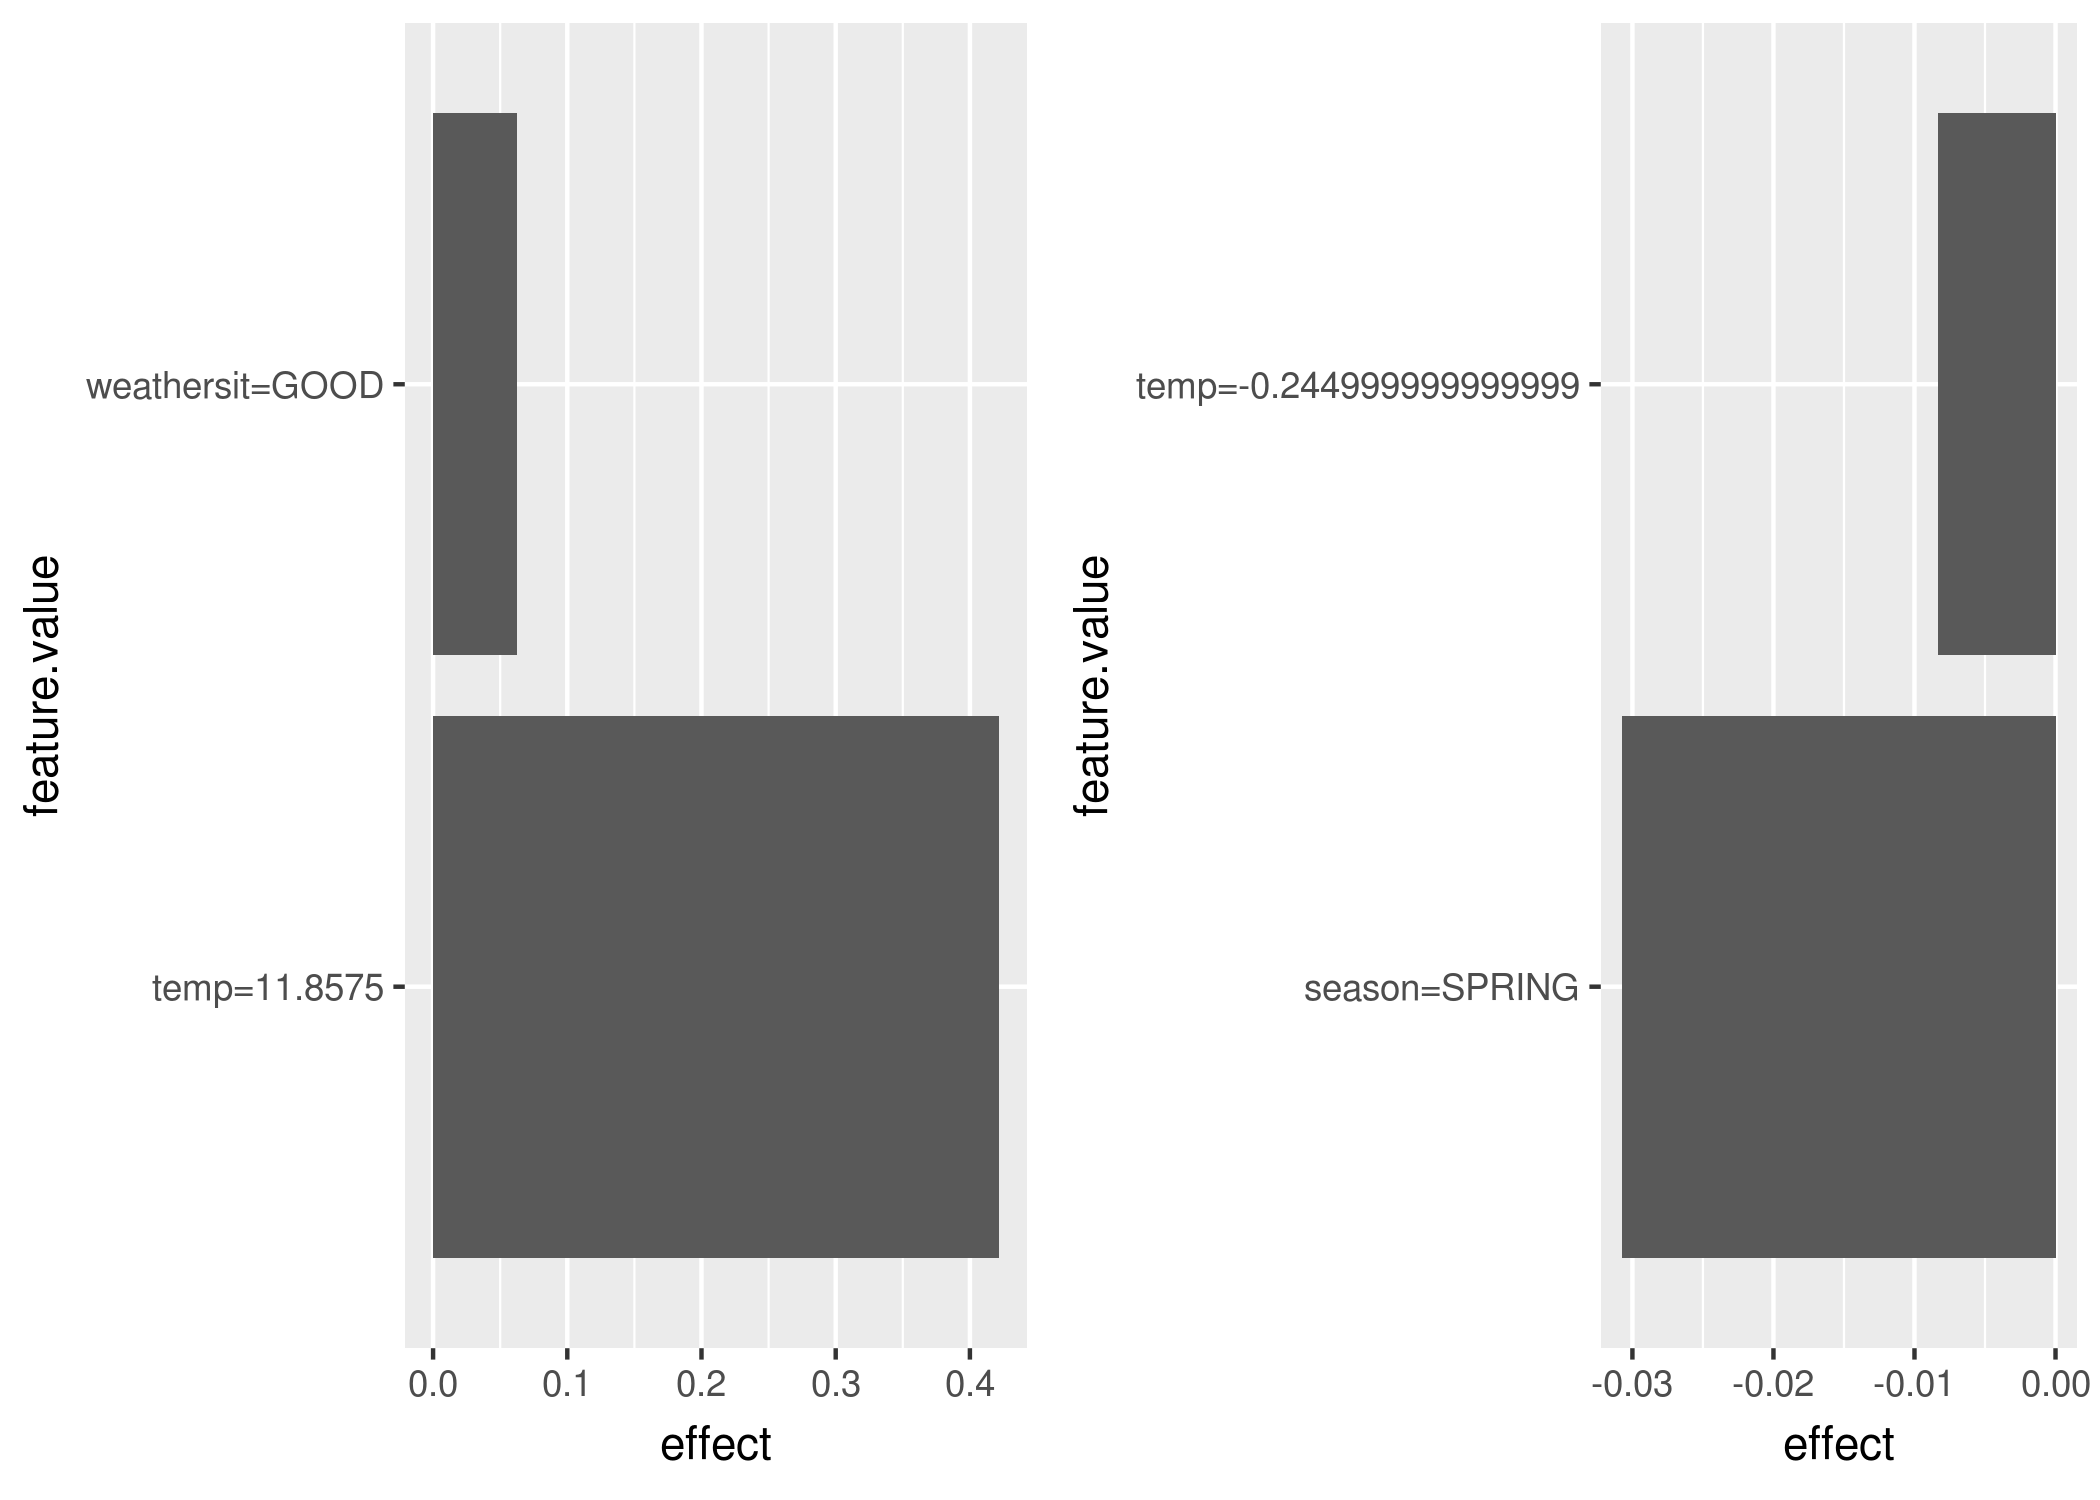 feature.value
weathersit=GOOD
temp=11.8575
0.0 0.1 0.2 0.3 0.4
effect
feature.value
temp=-0.244999999999999
season=SPRING
-0.03 -0.02 -0.01 0.00
effect